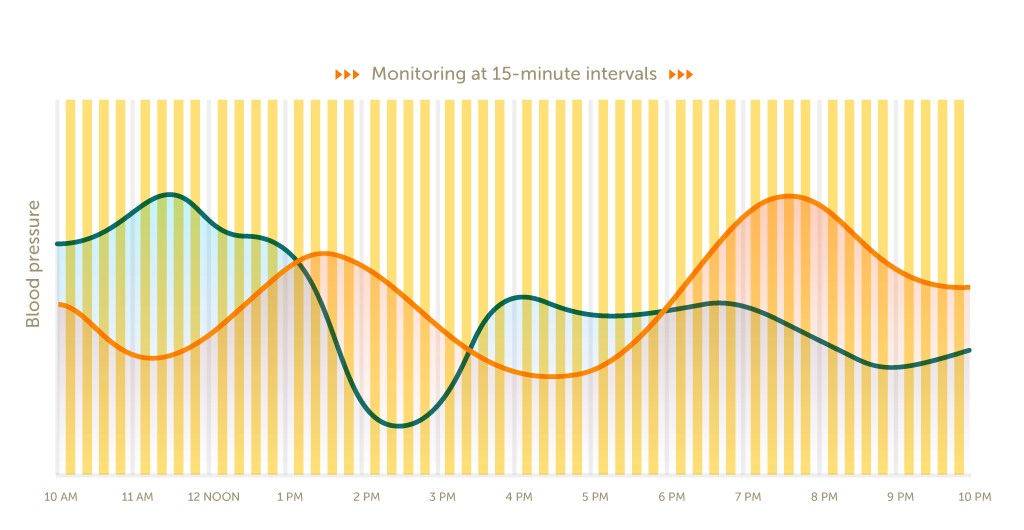 Monitoring at 15-minute intervals
Blood pressure
10 AM 11 AM 12 NOON 1 PM 2 PM 3 PM 4 PM 5 PM 6 PM 7 PM 8 PM 9 PM 10 PM